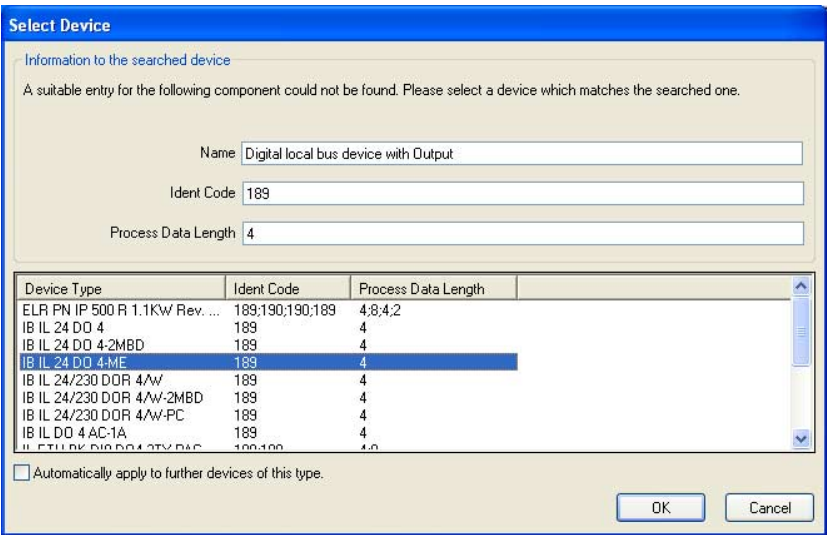 Select Device
Information to the searched device
A suitable entry for the following component could not be found. Please select a device which matches the searched one.
Name Digital local bus device with Output
Ident Code 189
Process Data Length 4
Device Type Ident Code Process Data Length
ELR PN IP 500 R 1.1KW Rev. ... 189;190;190;189 4;8;4;2
IB IL 24 DO 4 189 4
IB IL 24 DO 4-2MBD 189 4
IB IL 24 DO 4-ME 189 4
IB IL 24/230 DOR 4/W 189 4
IB IL 24/230 DOR 4/W-2MBD 189 4
IB IL 24/230 DOR 4/W-PC 189 4
IB IL DO 4 AC-1A 189 4
Automatically apply to further devices of this type.
OK Cancel